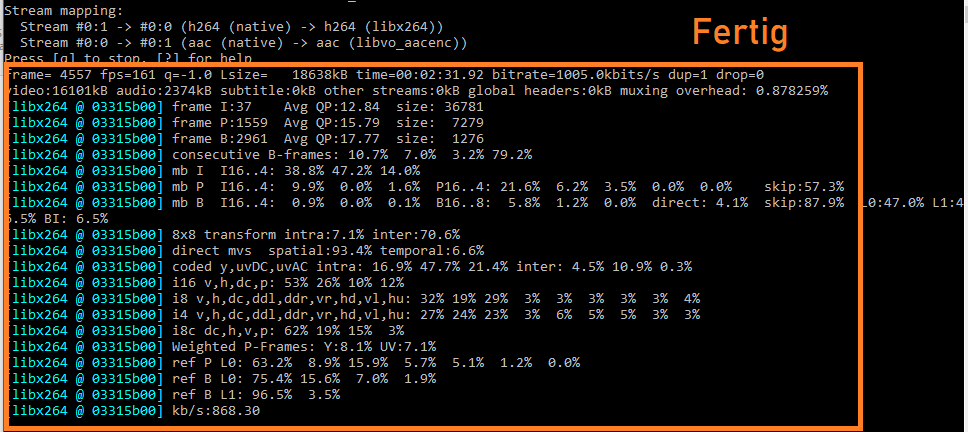 Stream mapping:
Stream #0:1 -> #0:0 (h264 (native) -> h264 (libx264))
Stream #0:0 -> #0:1 (aac (native) -> aac (libvo_aacenc))
Press [q] to stop, [?] for help
Fertig
frame= 4557 fps=161 q=-1.0 Lsize=   18638kB time=00:02:31.92 bitrate=1005.0kbits/s dup=1 drop=0
video:16101kB audio:2374kB subtitle:0kB other streams:0kB global headers:0kB muxing overhead: 0.878259%
[libx264 @ 03315b00] frame I:37    Avg QP:12.84  size: 36781
[libx264 @ 03315b00] frame P:1559  Avg QP:15.79  size:  7279
[libx264 @ 03315b00] frame B:2961  Avg QP:17.77  size:  1276
[libx264 @ 03315b00] consecutive B-frames: 10.7%  7.0%  3.2% 79.2%
[libx264 @ 03315b00] mb I  I16..4: 38.8% 47.2% 14.0%
[libx264 @ 03315b00] mb P  I16..4:  9.9%  0.0%  1.6%  P16..4: 21.6%  6.2%  3.5%  0.0%  0.0%    skip:57.3%
[libx264 @ 03315b00] mb B  I16..4:  0.9%  0.0%  0.1%  B16..8:  5.8%  1.2%  0.0%  direct: 4.1%  skip:87.9%  L0:47.0% L1:4
6.5% BI: 6.5%
[libx264 @ 03315b00] 8x8 transform intra:7.1% inter:70.6%
[libx264 @ 03315b00] direct mvs  spatial:93.4% temporal:6.6%
[libx264 @ 03315b00] coded y,uvDC,uvAC intra: 16.9% 47.7% 21.4% inter: 4.5% 10.9% 0.3%
[libx264 @ 03315b00] i16 v,h,dc,p: 53% 26% 10% 12%
[libx264 @ 03315b00] i8 v,h,dc,ddl,ddr,vr,hd,vl,hu: 32% 19% 29%  3%  3%  3%  3%  3%  4%
[libx264 @ 03315b00] i4 v,h,dc,ddl,ddr,vr,hd,vl,hu: 27% 24% 23%  3%  6%  5%  5%  3%  3%
[libx264 @ 03315b00] i8c dc,h,v,p: 62% 19% 15%  3%
[libx264 @ 03315b00] Weighted P-Frames: Y:8.1% UV:7.1%
[libx264 @ 03315b00] ref P L0: 63.2%  8.9% 15.9%  5.7%  5.1%  1.2%  0.0%
[libx264 @ 03315b00] ref B L0: 75.4% 15.6%  7.0%  1.9%
[libx264 @ 03315b00] ref B L1: 96.5%  3.5%
[libx264 @ 03315b00] kb/s:868.30